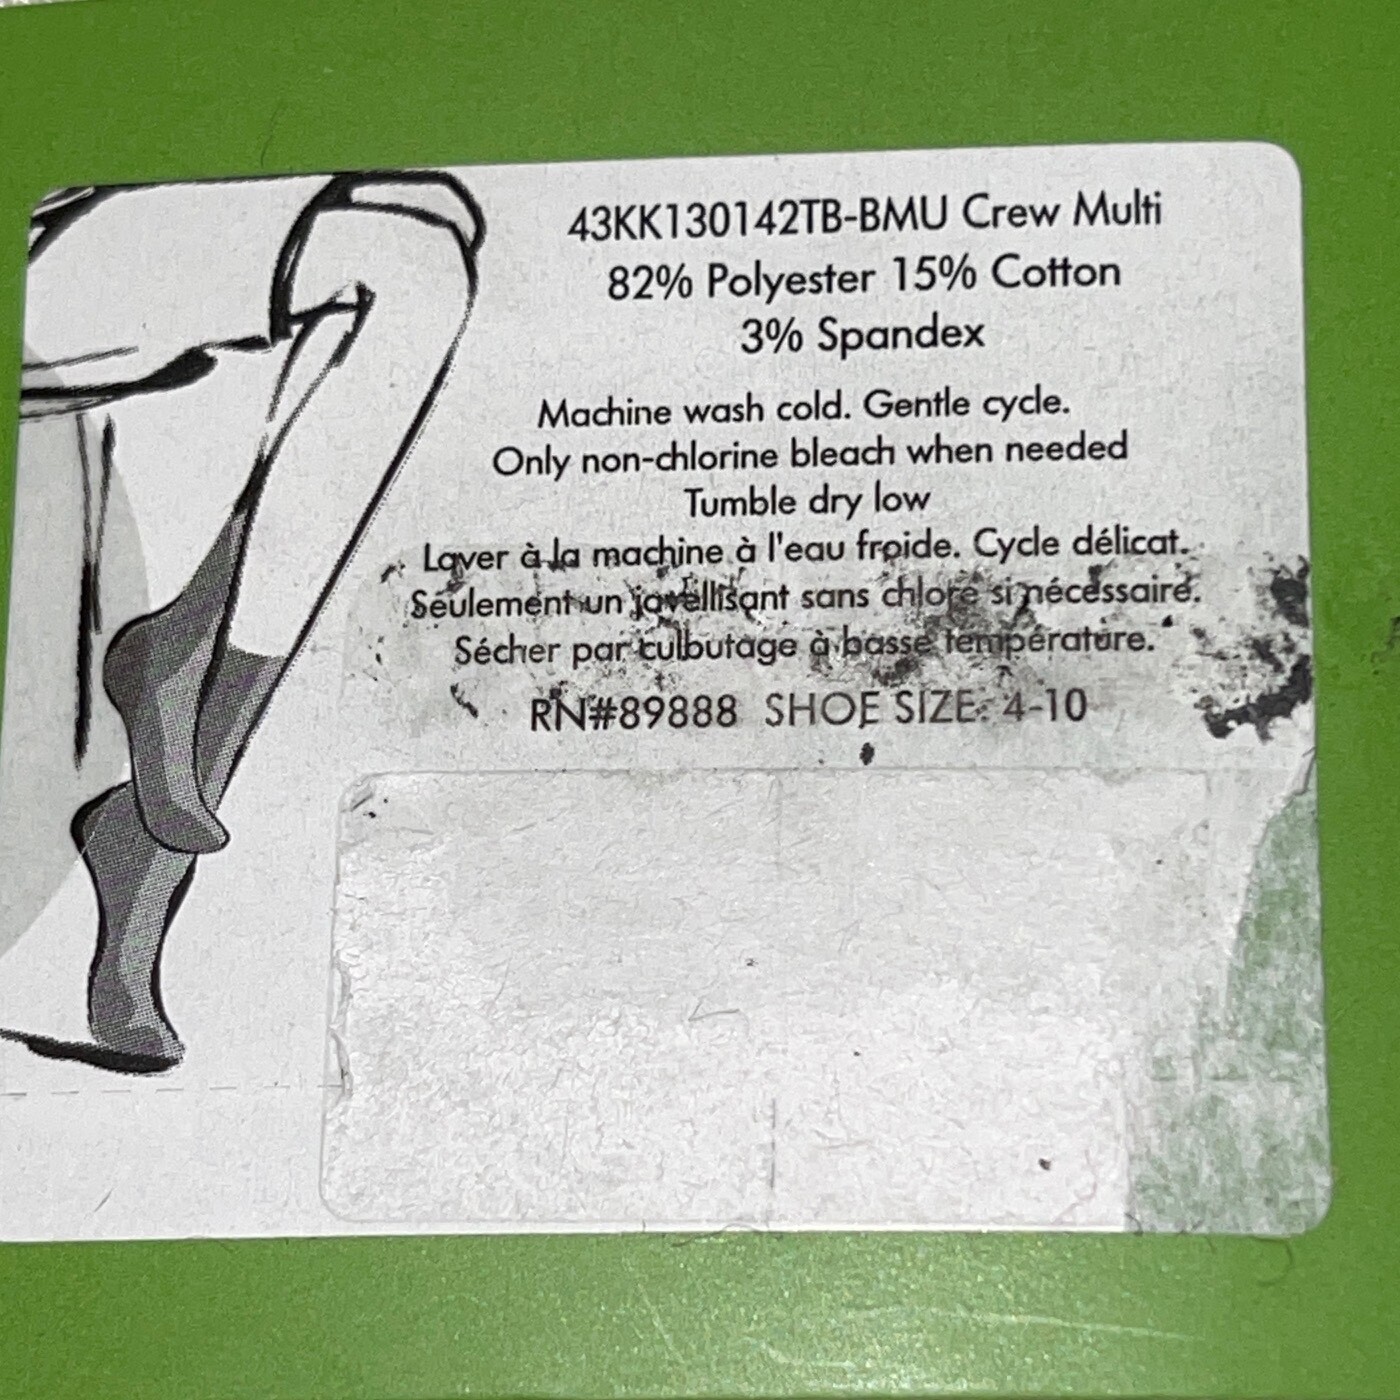 43KK130142TB-BMU Crew Multi
82% Polyester 15% Cotton
3% Spandex
Machine wash cold. Gentle cycle.
Only non-chlorine bleach when needed
Tumble dry low
Laver à la machine à l'eau froide. Cycle délicat.
Seulement un javellisant sans chlore si nécessaire.
Sécher par culbutage à basse température.
RN#89888 SHOE SIZE: 4-10